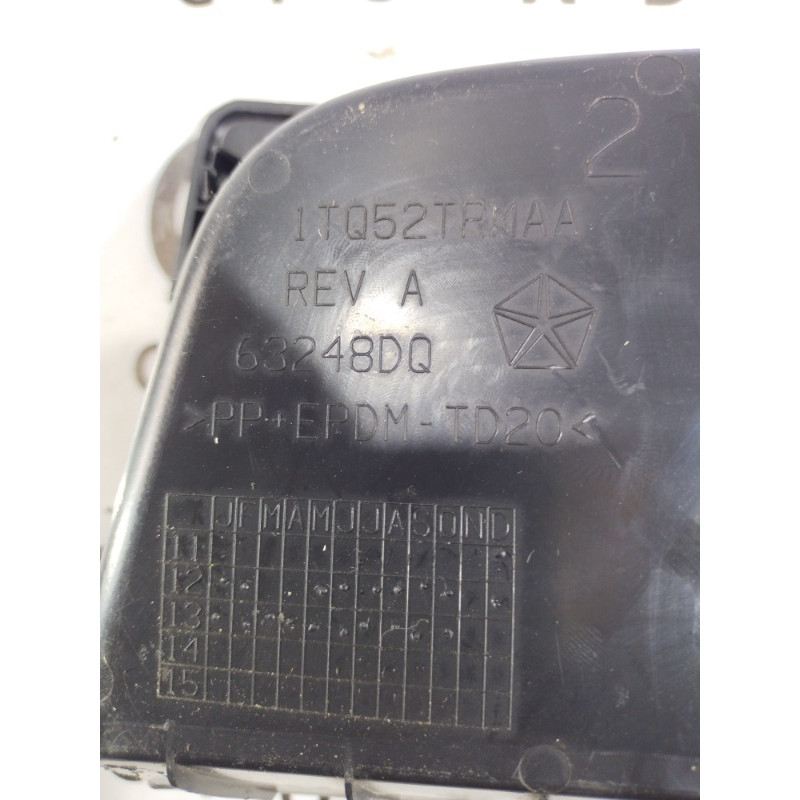 2
1TQ52TRMAA
REV A
63248DQ
>PP+EPDM-TD20<
J F M A M J J A S O N D
11
12
13
14
15